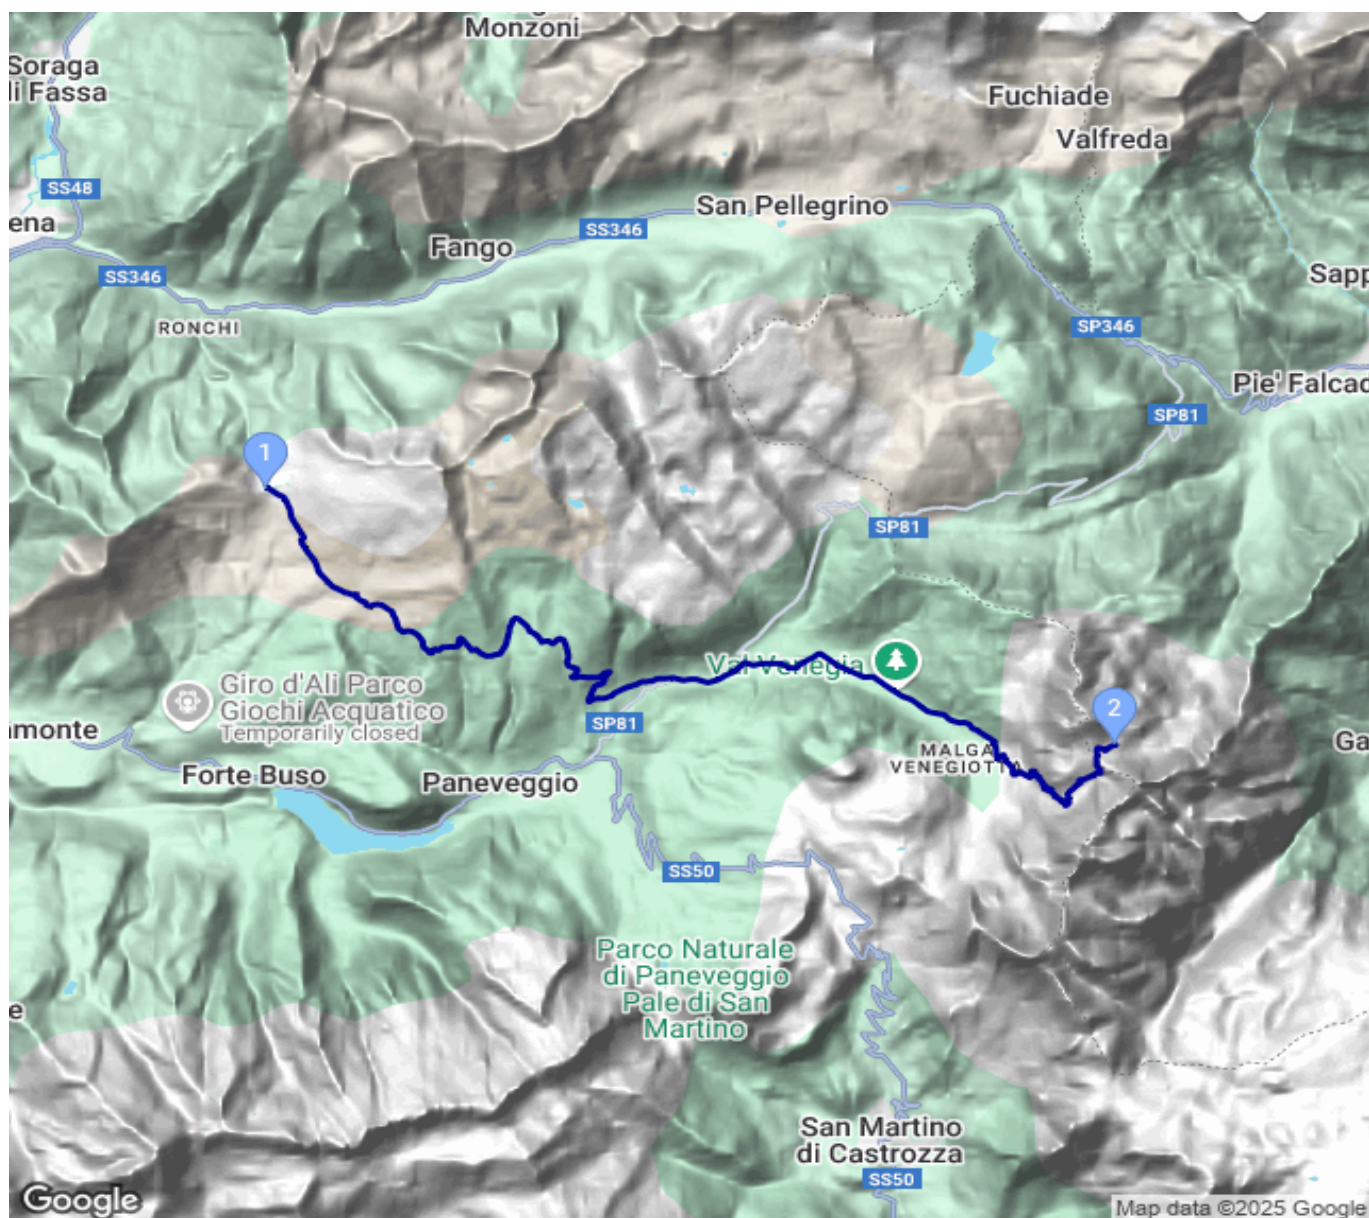 Monzoni
Soraga
di Fassa
Fuchiade
Valfreda
SS48
San Pellegrino
ena
SS346
Fango
SS346
Sapp
RONCHI
SP346
Pie' Falcad
SP81
1
SP81
Val Venegia
Giro d'Ali Parco
Giochi Acquatico
Temporarily closed
2
SP81
amonte
Ga
MALGA
VENEGIOTTA
Forte Buso
Paneveggio
SS50
Parco Naturale
di Paneveggio
Pale di San
Martino
e
San Martino
di Castrozza
SS50
Google
Map data ©2025 Google